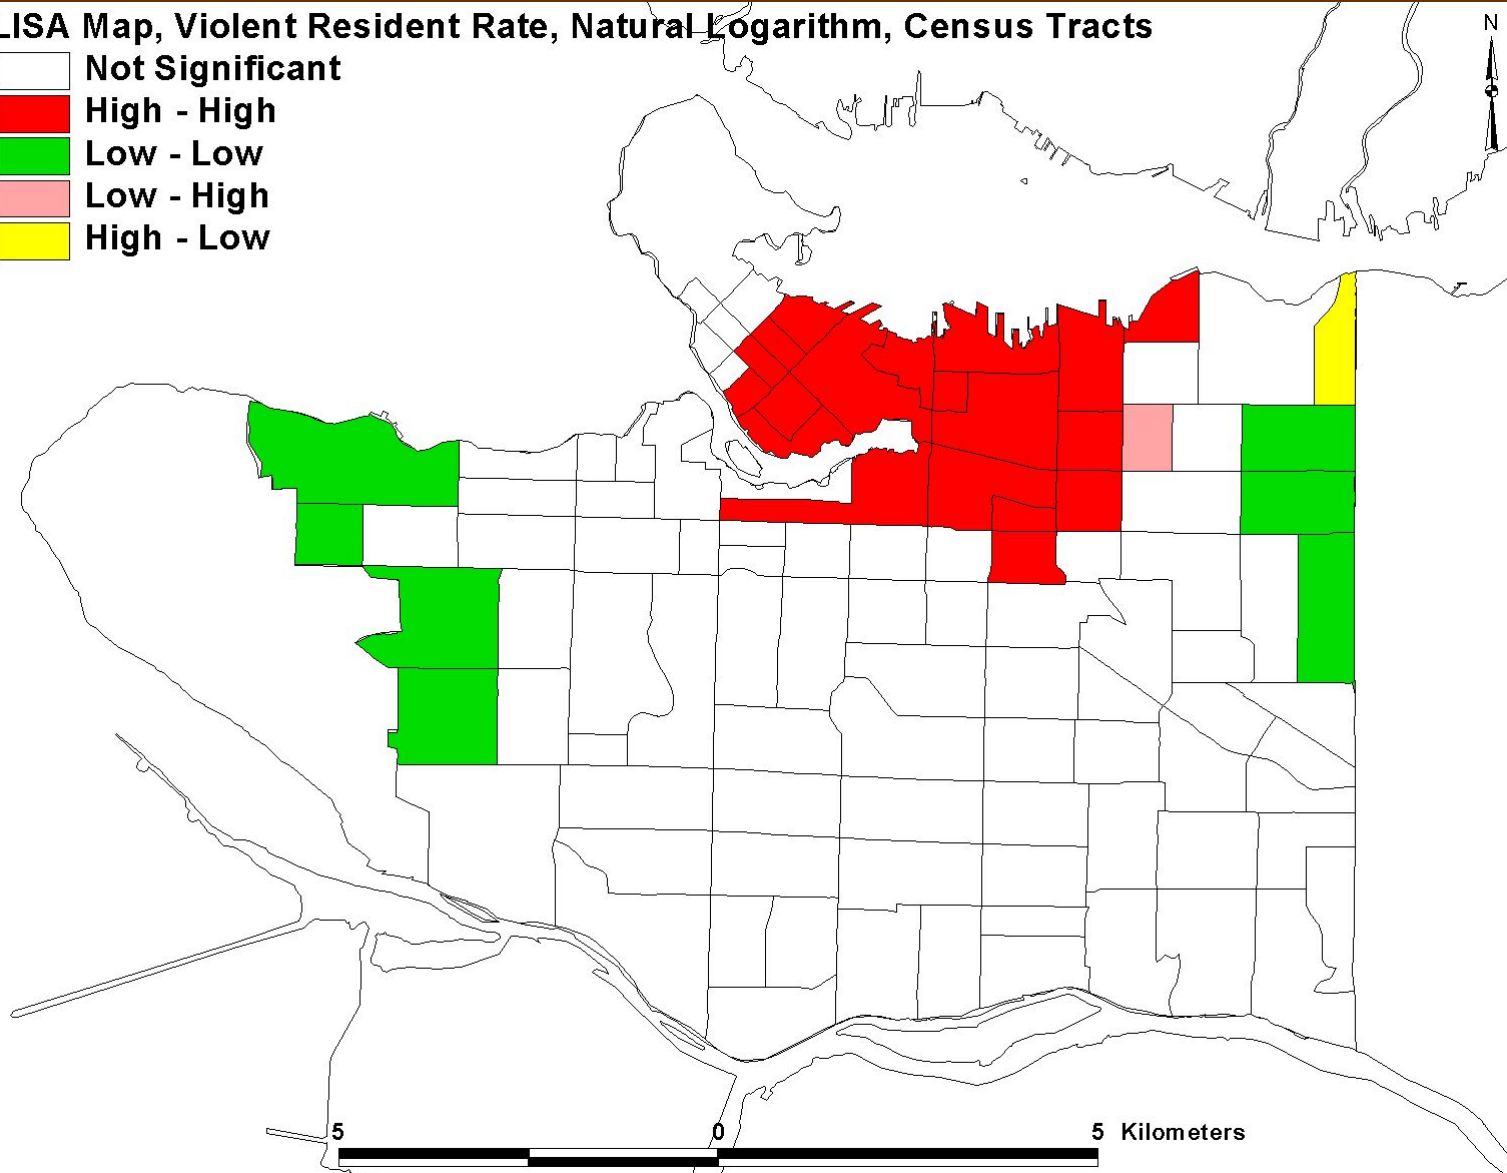 LISA Map, Violent Resident Rate, Natural Logarithm, Census Tracts
N
Not Significant
High - High
Low - Low
Low - High
High - Low
5 0 5 Kilometers